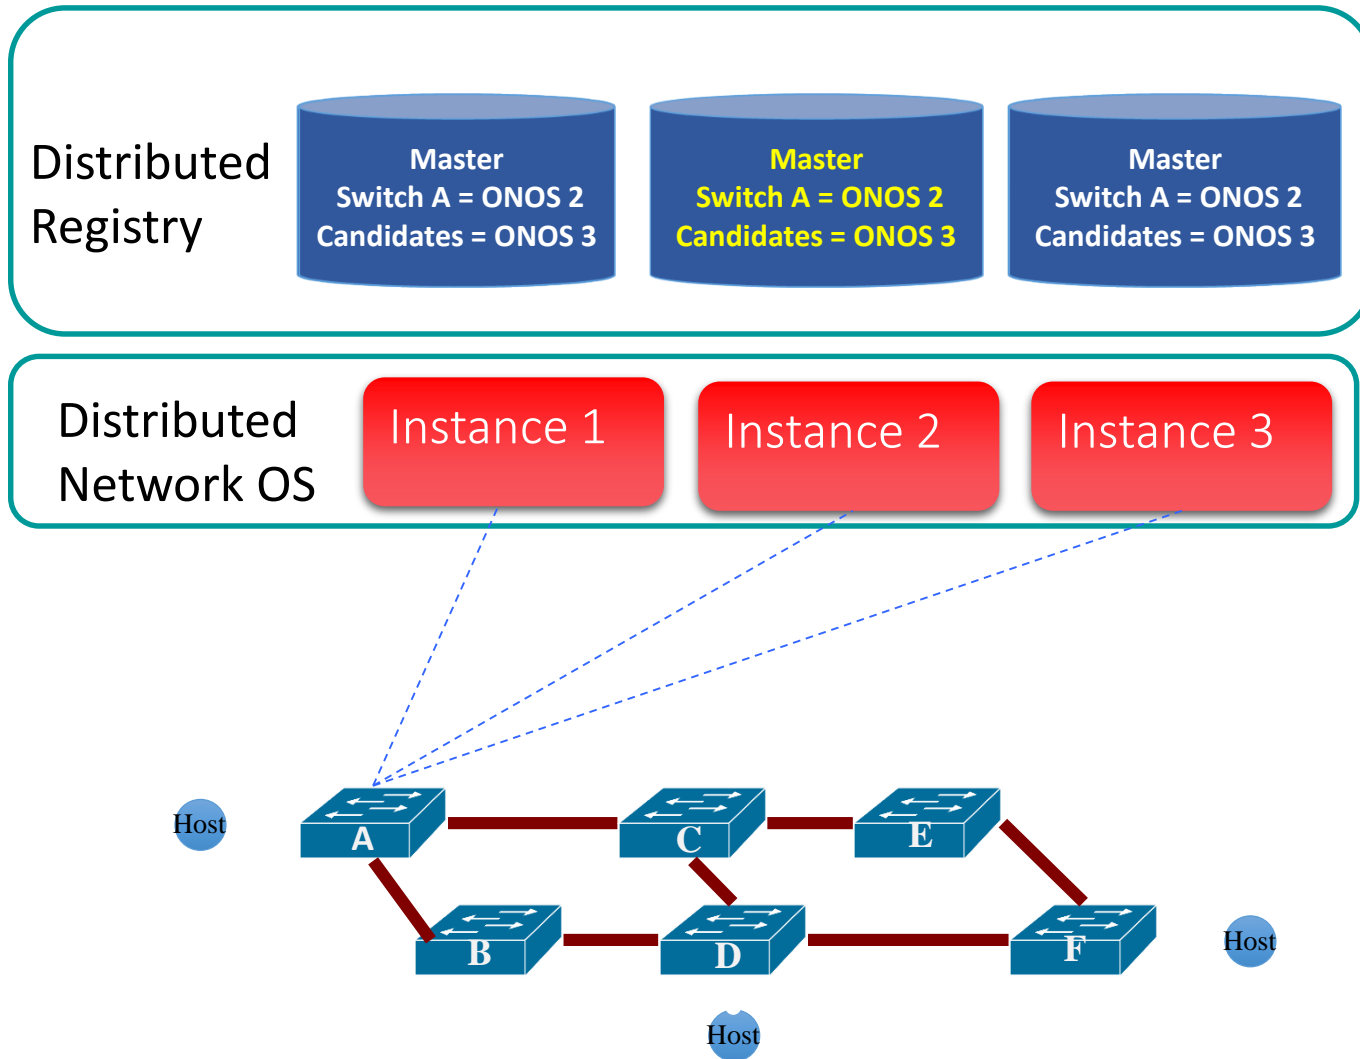 Distributed
Registry
Master
Switch A = ONOS 2
Candidates = ONOS 3
Master
Switch A = ONOS 2
Candidates = ONOS 3
Master
Switch A = ONOS 2
Candidates = ONOS 3
Distributed
Network OS
Instance 1
Instance 2
Instance 3
Host
A
C
E
B
D
F
Host
Host